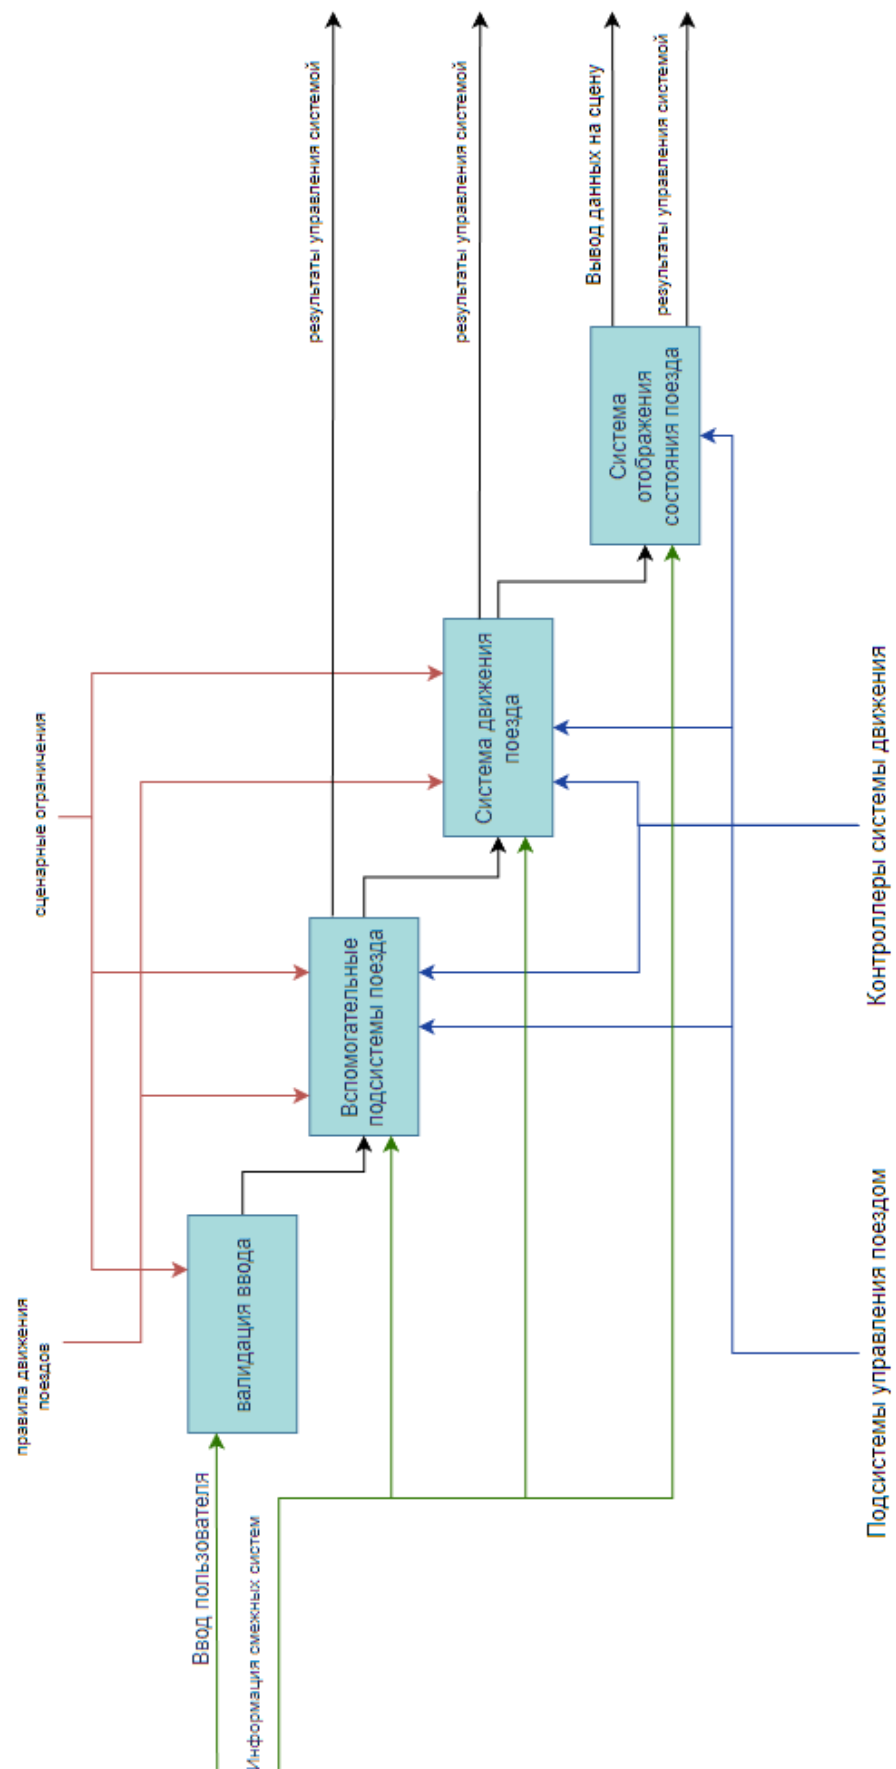 правила движения
поездов
сценарные ограничения
Ввод пользователя
Информация смежных систем
валидация ввода
Вспомогательные
подсистемы поезда
Система движения
поезда
Система
отображения
состояния поезда
результаты управления системой
результаты управления системой
Вывод данных на сцену
результаты управления системой
Подсистемы управления поездом
Контроллеры системы движения